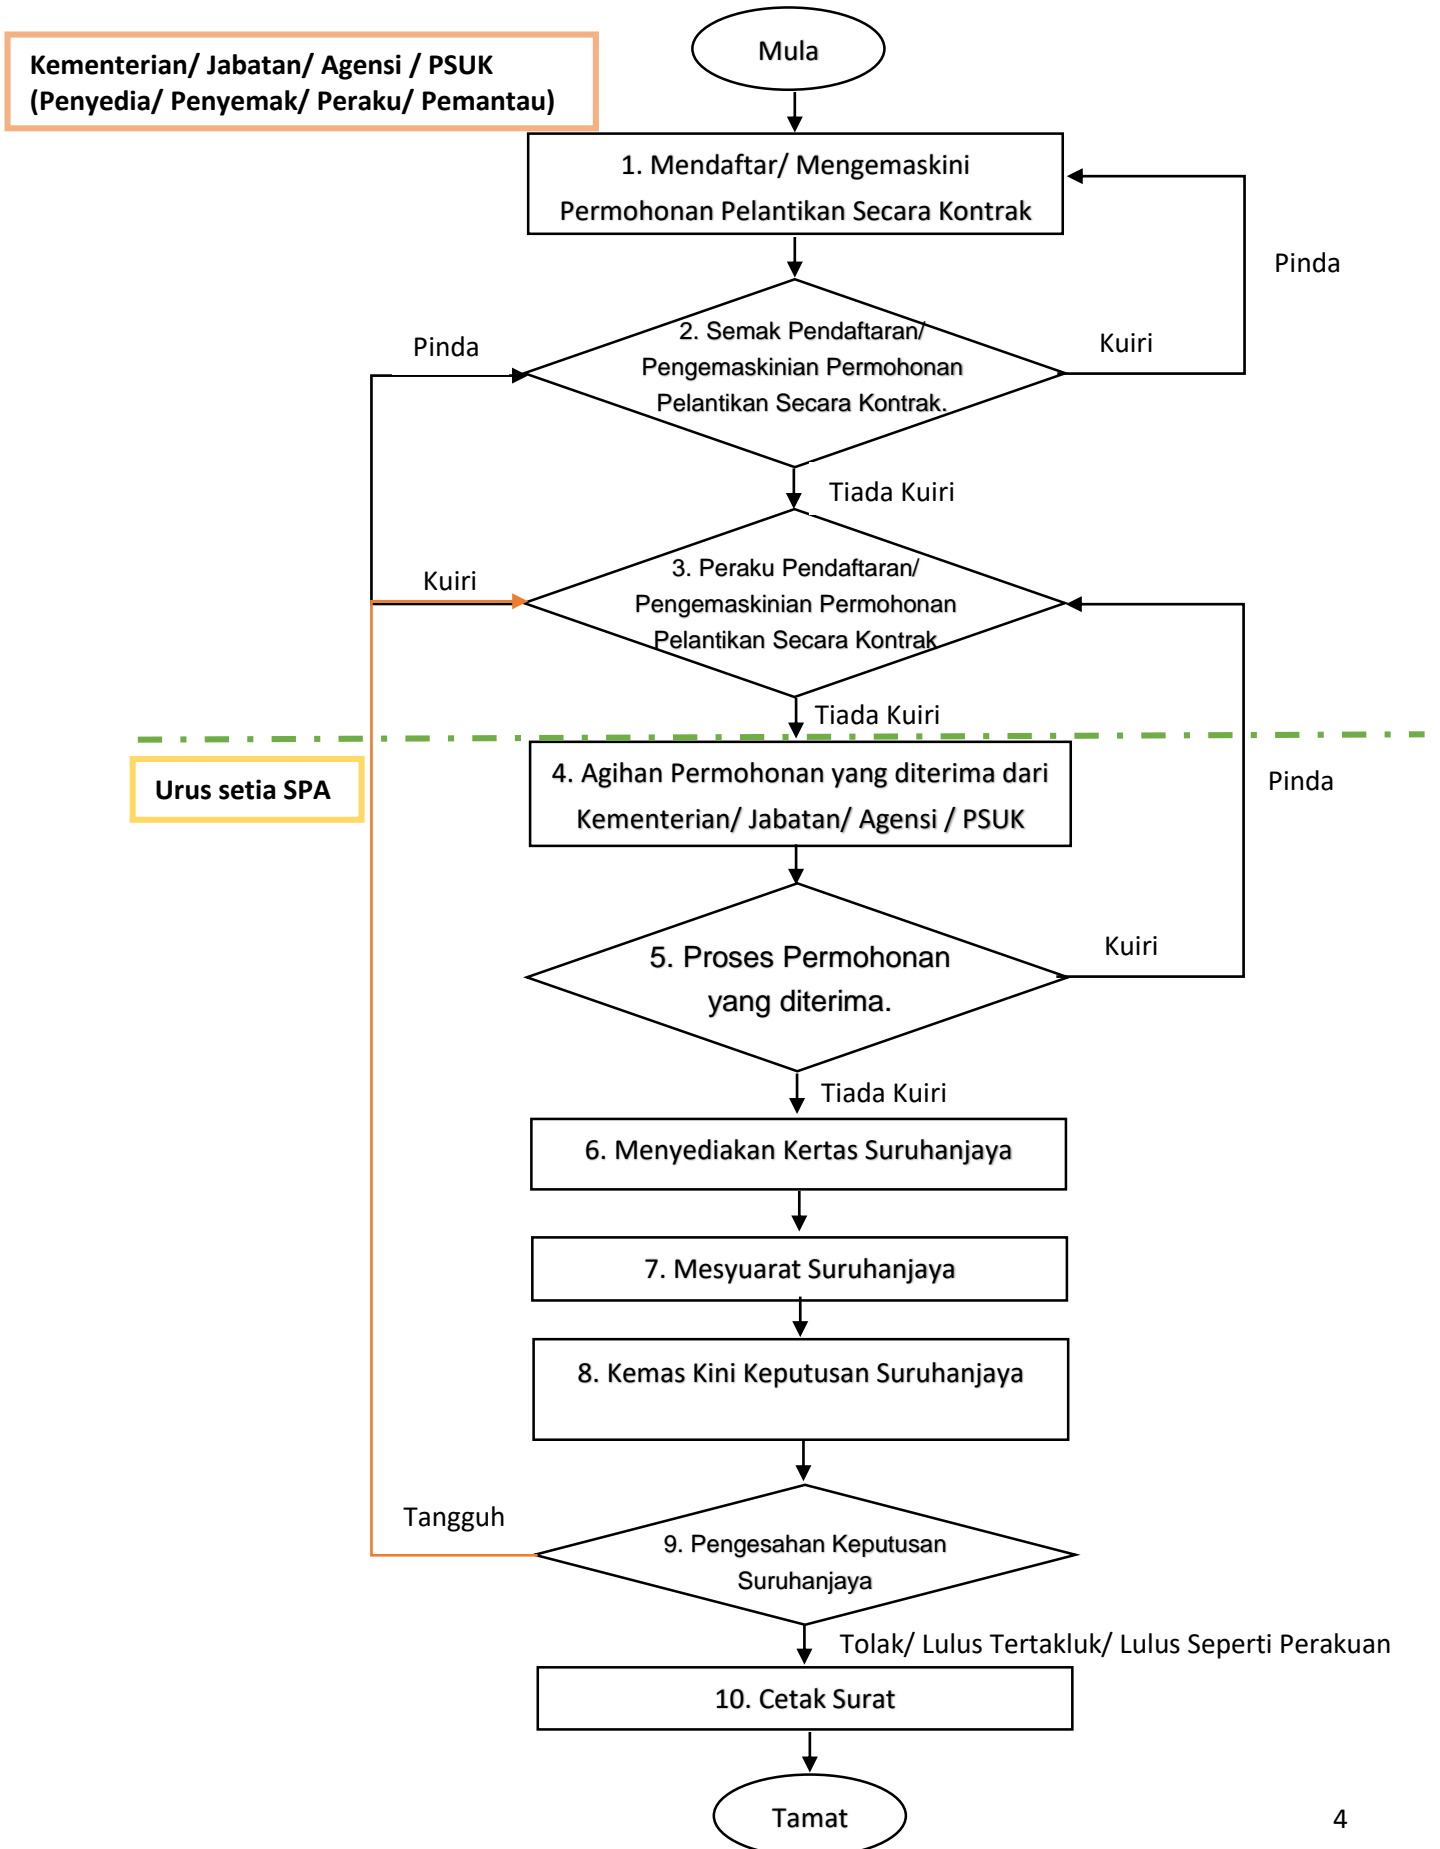 Mula
Kementerian/ Jabatan/ Agensi / PSUK
(Penyedia/ Penyemak/ Peraku/ Pemantau)
1. Mendaftar/ Mengemaskini
Permohonan Pelantikan Secara Kontrak
Pinda
2. Semak Pendaftaran/
Pengemaskinian Permohonan
Pelantikan Secara Kontrak.
Pinda
Kuiri
Tiada Kuiri
3. Peraku Pendaftaran/
Pengemaskinian Permohonan
Pelantikan Secara Kontrak
Kuiri
Tiada Kuiri
Urus setia SPA
4. Agihan Permohonan yang diterima dari
Kementerian/ Jabatan/ Agensi / PSUK
Pinda
5. Proses Permohonan
yang diterima.
Kuiri
Tiada Kuiri
6. Menyediakan Kertas Suruhanjaya
7. Mesyuarat Suruhanjaya
8. Kemas Kini Keputusan Suruhanjaya
Tangguh
9. Pengesahan Keputusan
Suruhanjaya
Tolak/ Lulus Tertakluk/ Lulus Seperti Perakuan
10. Cetak Surat
Tamat
4